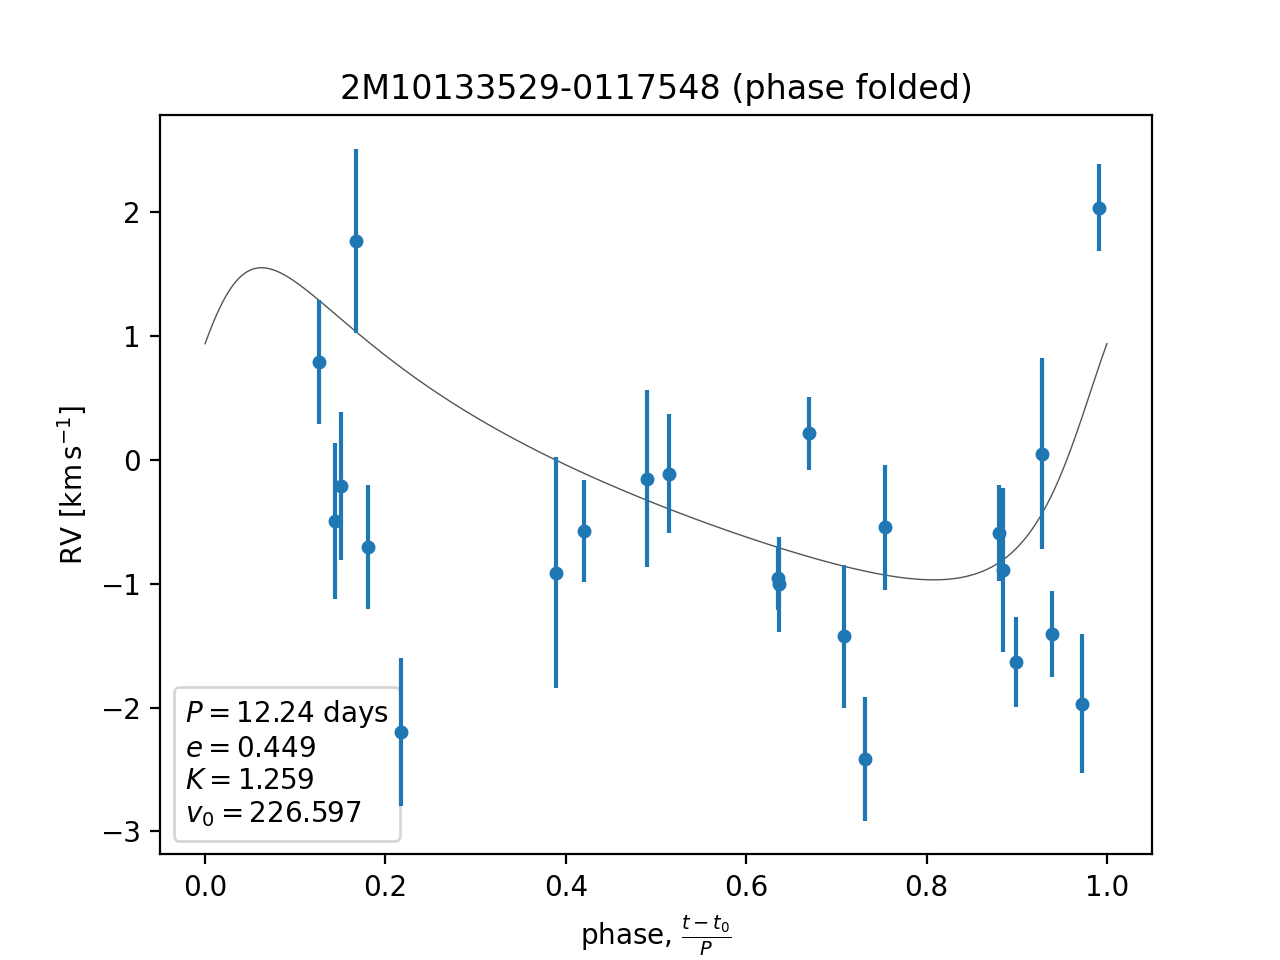 2M10133529-0117548 (phase folded)
RV [km s⁻¹]
2
1
0
−1
−2
−3
P = 12.24 days
e = 0.449
K = 1.259
v₀ = 226.597
0.0 0.2 0.4 0.6 0.8 1.0
phase, (t − t₀)/P